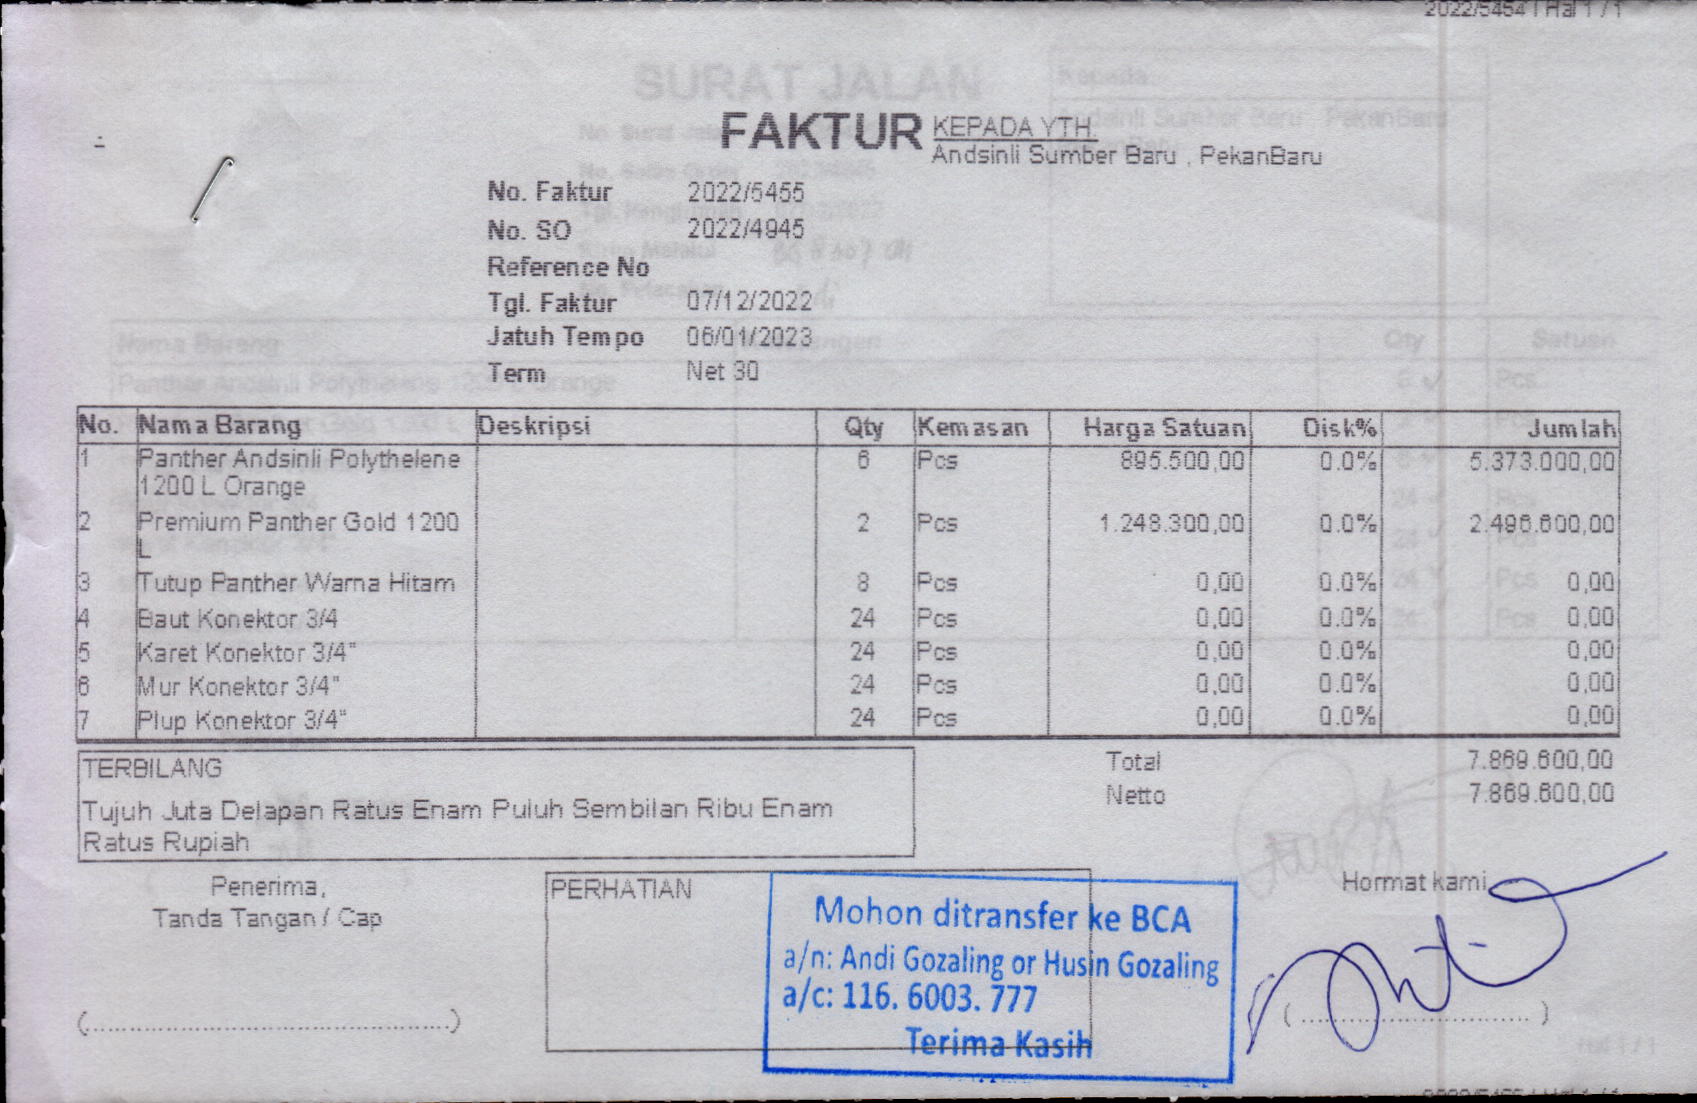 2022/5454 | Hal 1 / 1
SURAT JALAN
Kepada
FAKTUR
KEPADA YTH.
Andsinli Sumber Baru , PekanBaru
No. Faktur 2022/5455
No. SO 2022/4945
Reference No
Tgl. Faktur 07/12/2022
Jatuh Tempo 06/01/2023
Term Net 30
No. Nama Barang Deskripsi Qty Kemasan Harga Satuan Disk% Jumlah
1 Panther Andsinli Polythelene 6 Pcs 895.500,00 0.0% 5.373.000,00
1200 L Orange
2 Premium Panther Gold 1200 2 Pcs 1.248.300,00 0.0% 2.496.600,00
L
3 Tutup Panther Warna Hitam 8 Pcs 0,00 0.0% 0,00
4 Baut Konektor 3/4 24 Pcs 0,00 0.0% 0,00
5 Karet Konektor 3/4" 24 Pcs 0,00 0.0% 0,00
6 Mur Konektor 3/4" 24 Pcs 0,00 0.0% 0,00
7 Plup Konektor 3/4" 24 Pcs 0,00 0.0% 0,00
TERBILANG
Tujuh Juta Delapan Ratus Enam Puluh Sembilan Ribu Enam
Ratus Rupiah
Total 7.869.600,00
Netto 7.869.600,00
Penerima,
Tanda Tangan / Cap
(..................................................)
PERHATIAN
Mohon ditransfer ke BCA
a/n: Andi Gozaling or Husin Gozaling
a/c: 116. 6003. 777
Terima Kasih
Hormat kami
(................................)